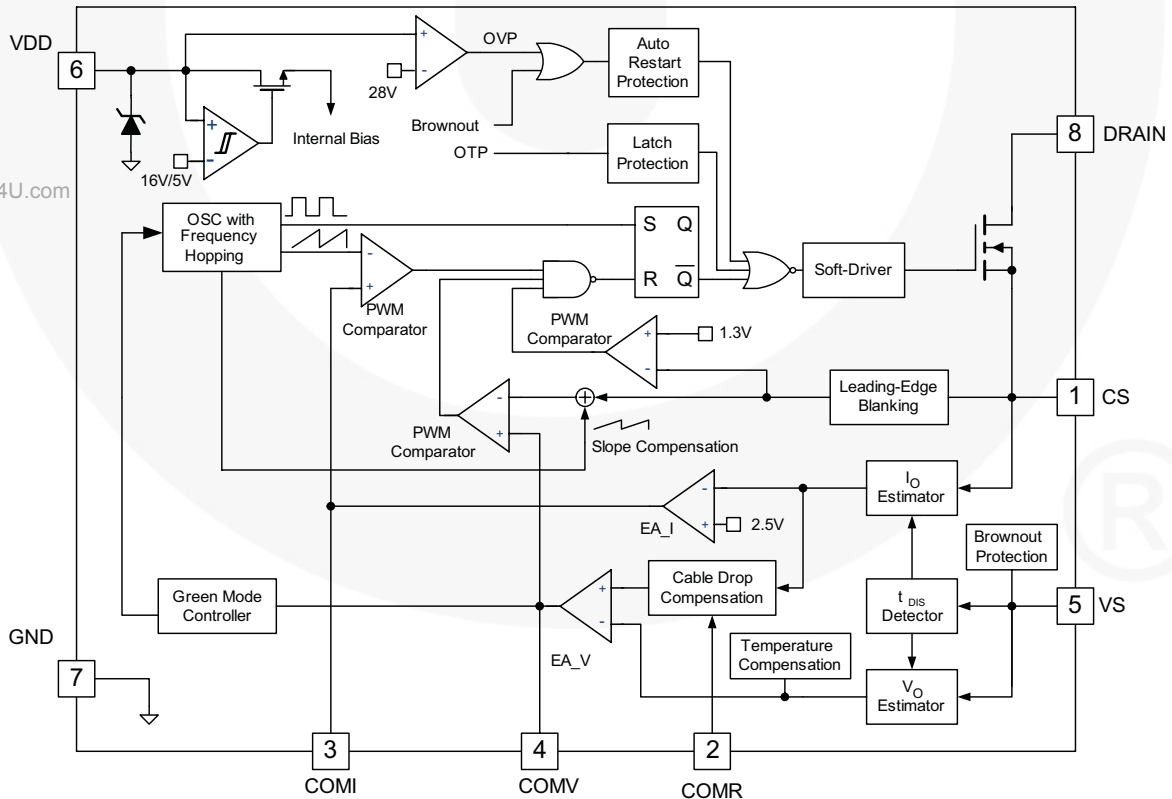 VDD
6
16V/5V
Internal Bias
+
-
+
-
28V
OVP
Brownout
OTP
Auto
Restart
Protection
Latch
Protection
8
DRAIN
4U.com
OSC with
Frequency
Hopping
-
+
PWM
Comparator
S Q
R Q̅
Soft-Driver
PWM
Comparator
+
-
1.3V
Leading-Edge
Blanking
1
CS
-
+
PWM
Comparator
Slope Compensation
-
+
EA_I
2.5V
IO
Estimator
Brownout
Protection
Green Mode
Controller
+
-
EA_V
Cable Drop
Compensation
t DIS
Detector
5
VS
Temperature
Compensation
VO
Estimator
GND
7
3
COMI
4
COMV
2
COMR
®